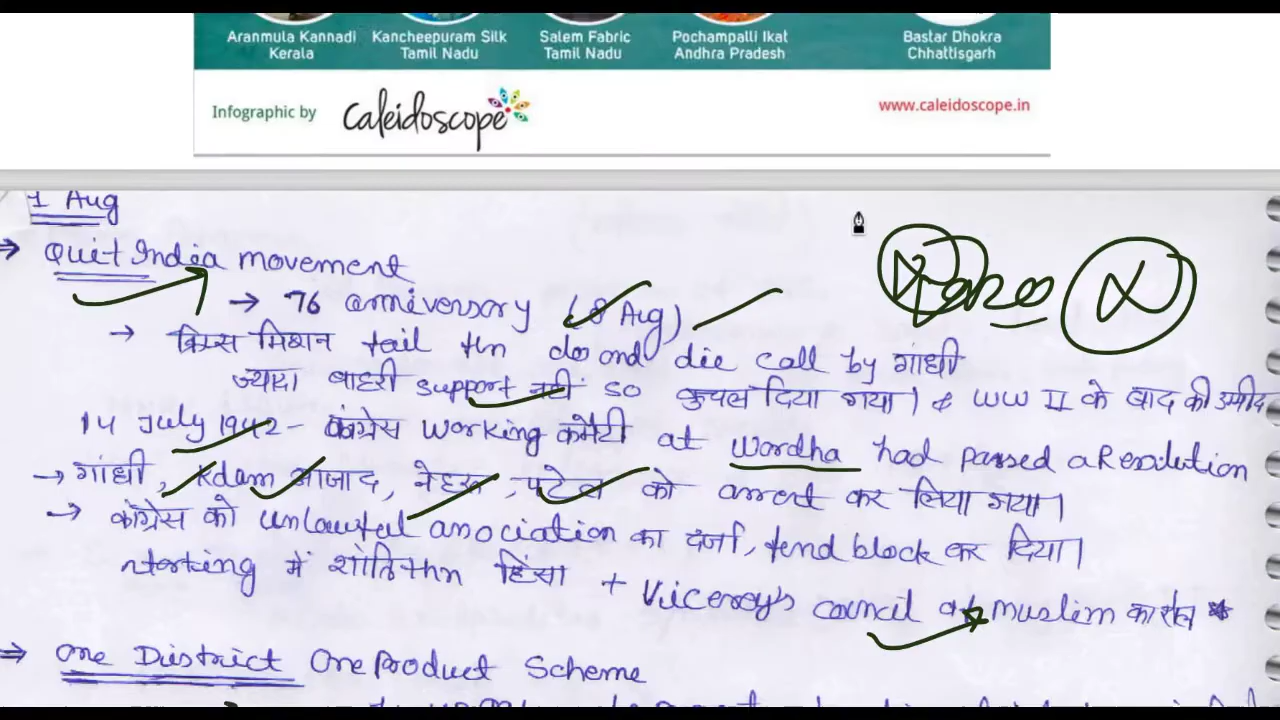 Aranmula Kannadi Kerala
Kancheepuram Silk Tamil Nadu
Salem Fabric Tamil Nadu
Pochampalli Ikat Andhra Pradesh
Bastar Dhokra Chhattisgarh
Infographic by caleidoscope
www.caleidoscope.in
1 Aug
⇒ Quit India movement
→ 76 anniversary (8 Aug)
→ क्रिप्स मिशन fail the do and die call by गांधी
ज्यादा बाहरी support नहीं so कुचल दिया गया। & WW II के बाद की उम्मीद
14 July 1942 - कांग्रेस working कमेटी at Wardha had passed a Resolution
→ गांधी, आजाद, नेहरू, पटेल को arrest कर लिया गया।
→ कांग्रेस को unlawful association का दर्जा, fund block कर दिया।
starting में शांति then हिंसा + Viceroy's council Muslim
⇒ One District One Product Scheme